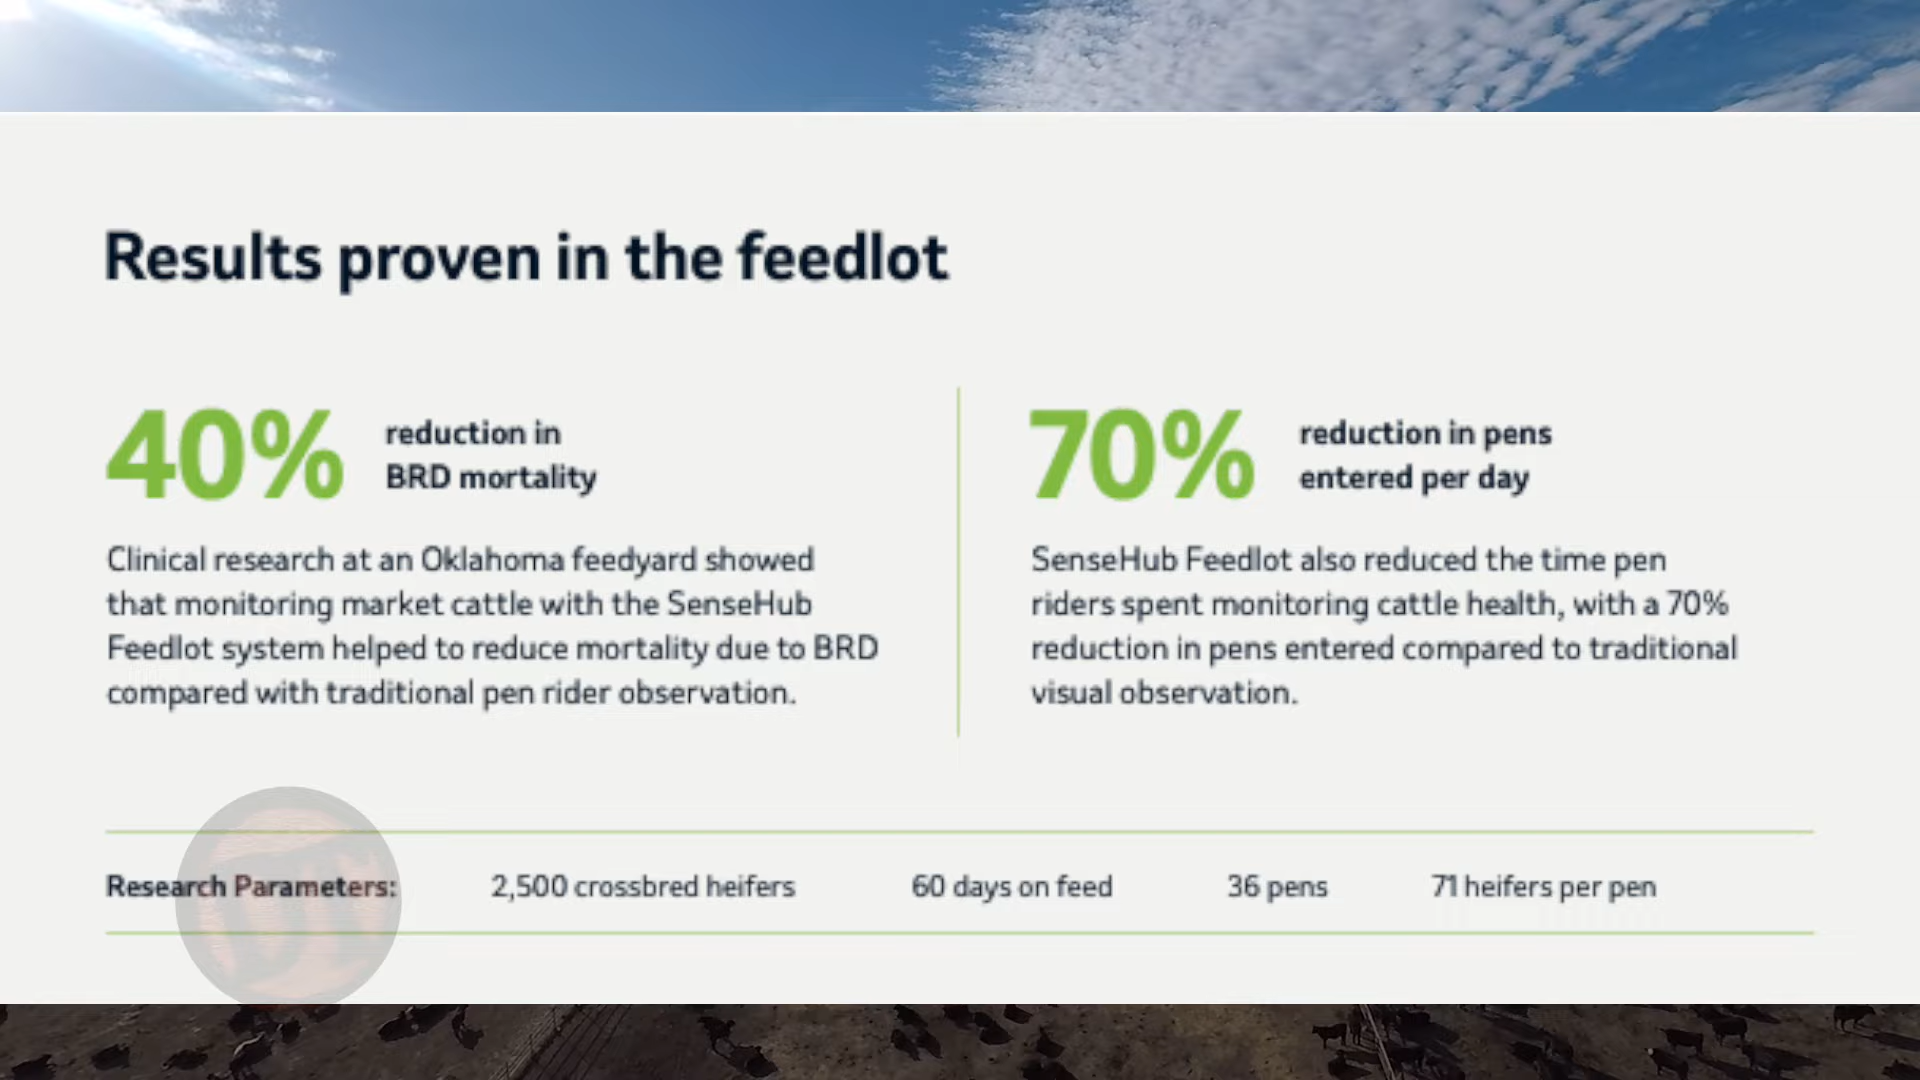 Results proven in the feedlot
40%
reduction in
BRD mortality
Clinical research at an Oklahoma feedyard showed
that monitoring market cattle with the SenseHub
Feedlot system helped to reduce mortality due to BRD
compared with traditional pen rider observation.
70%
reduction in pens
entered per day
SenseHub Feedlot also reduced the time pen
riders spent monitoring cattle health, with a 70%
reduction in pens entered compared to traditional
visual observation.
Research Parameters: 2,500 crossbred heifers 60 days on feed 36 pens 71 heifers per pen